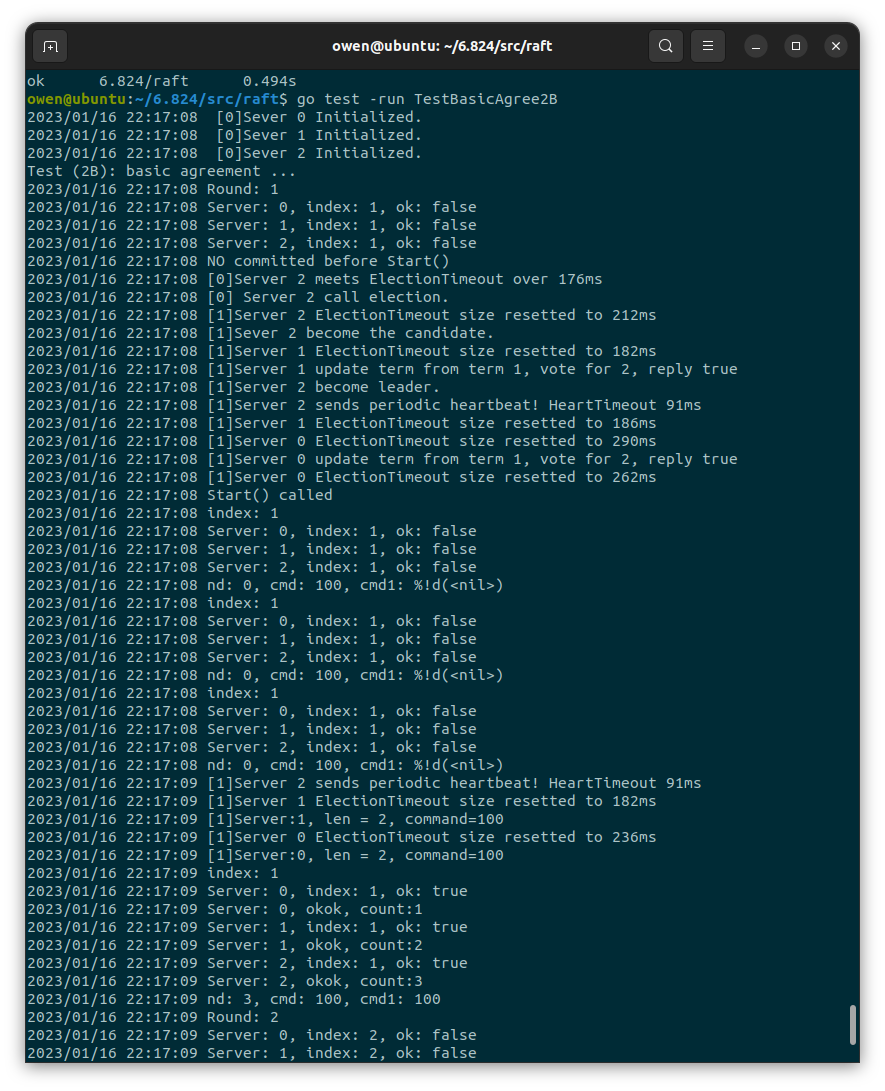 owen@ubuntu: ~/6.824/src/raft
ok      6.824/raft      0.494s
owen@ubuntu:~/6.824/src/raft$ go test -run TestBasicAgree2B
2023/01/16 22:17:08  [0]Sever 0 Initialized.
2023/01/16 22:17:08  [0]Sever 1 Initialized.
2023/01/16 22:17:08  [0]Sever 2 Initialized.
Test (2B): basic agreement ...
2023/01/16 22:17:08 Round: 1
2023/01/16 22:17:08 Server: 0, index: 1, ok: false
2023/01/16 22:17:08 Server: 1, index: 1, ok: false
2023/01/16 22:17:08 Server: 2, index: 1, ok: false
2023/01/16 22:17:08 NO committed before Start()
2023/01/16 22:17:08 [0]Server 2 meets ElectionTimeout over 176ms
2023/01/16 22:17:08 [0] Server 2 call election.
2023/01/16 22:17:08 [1]Server 2 ElectionTimeout size resetted to 212ms
2023/01/16 22:17:08 [1]Sever 2 become the candidate.
2023/01/16 22:17:08 [1]Server 1 ElectionTimeout size resetted to 182ms
2023/01/16 22:17:08 [1]Server 1 update term from term 1, vote for 2, reply true
2023/01/16 22:17:08 [1]Server 2 become leader.
2023/01/16 22:17:08 [1]Server 2 sends periodic heartbeat! HeartTimeout 91ms
2023/01/16 22:17:08 [1]Server 1 ElectionTimeout size resetted to 186ms
2023/01/16 22:17:08 [1]Server 0 ElectionTimeout size resetted to 290ms
2023/01/16 22:17:08 [1]Server 0 update term from term 1, vote for 2, reply true
2023/01/16 22:17:08 [1]Server 0 ElectionTimeout size resetted to 262ms
2023/01/16 22:17:08 Start() called
2023/01/16 22:17:08 index: 1
2023/01/16 22:17:08 Server: 0, index: 1, ok: false
2023/01/16 22:17:08 Server: 1, index: 1, ok: false
2023/01/16 22:17:08 Server: 2, index: 1, ok: false
2023/01/16 22:17:08 nd: 0, cmd: 100, cmd1: %!d(<nil>)
2023/01/16 22:17:08 index: 1
2023/01/16 22:17:08 Server: 0, index: 1, ok: false
2023/01/16 22:17:08 Server: 1, index: 1, ok: false
2023/01/16 22:17:08 Server: 2, index: 1, ok: false
2023/01/16 22:17:08 nd: 0, cmd: 100, cmd1: %!d(<nil>)
2023/01/16 22:17:08 index: 1
2023/01/16 22:17:08 Server: 0, index: 1, ok: false
2023/01/16 22:17:08 Server: 1, index: 1, ok: false
2023/01/16 22:17:08 Server: 2, index: 1, ok: false
2023/01/16 22:17:08 nd: 0, cmd: 100, cmd1: %!d(<nil>)
2023/01/16 22:17:09 [1]Server 2 sends periodic heartbeat! HeartTimeout 91ms
2023/01/16 22:17:09 [1]Server 1 ElectionTimeout size resetted to 182ms
2023/01/16 22:17:09 [1]Server:1, len = 2, command=100
2023/01/16 22:17:09 [1]Server 0 ElectionTimeout size resetted to 236ms
2023/01/16 22:17:09 [1]Server:0, len = 2, command=100
2023/01/16 22:17:09 index: 1
2023/01/16 22:17:09 Server: 0, index: 1, ok: true
2023/01/16 22:17:09 Server: 0, okok, count:1
2023/01/16 22:17:09 Server: 1, index: 1, ok: true
2023/01/16 22:17:09 Server: 1, okok, count:2
2023/01/16 22:17:09 Server: 2, index: 1, ok: true
2023/01/16 22:17:09 Server: 2, okok, count:3
2023/01/16 22:17:09 nd: 3, cmd: 100, cmd1: 100
2023/01/16 22:17:09 Round: 2
2023/01/16 22:17:09 Server: 0, index: 2, ok: false
2023/01/16 22:17:09 Server: 1, index: 2, ok: false